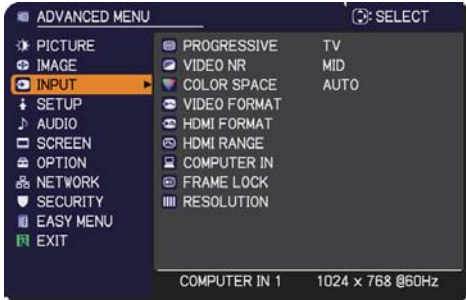 ADVANCED MENU : SELECT
PICTURE PROGRESSIVE TV
IMAGE VIDEO NR MID
INPUT COLOR SPACE AUTO
SETUP VIDEO FORMAT
AUDIO HDMI FORMAT
SCREEN HDMI RANGE
OPTION COMPUTER IN
NETWORK FRAME LOCK
SECURITY RESOLUTION
EASY MENU
EXIT
COMPUTER IN 1 1024 x 768 @60Hz